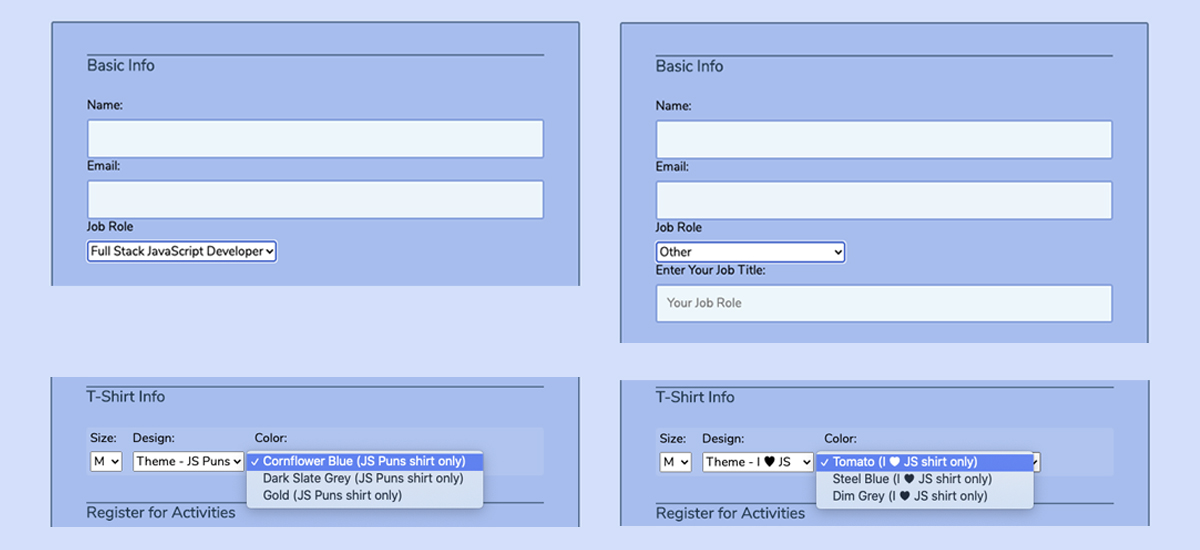 Basic Info
Name:
Email:
Job Role
Full Stack JavaScript Developer
Basic Info
Name:
Email:
Job Role
Other
Enter Your Job Title:
Your Job Role
T-Shirt Info
Size: Design: Color:
M Theme - JS Puns ✓ Cornflower Blue (JS Puns shirt only)
Dark Slate Grey (JS Puns shirt only)
Gold (JS Puns shirt only)
Register for Activities
T-Shirt Info
Size: Design: Color:
M Theme - I ♥ JS ✓ Tomato (I ♥ JS shirt only)
Steel Blue (I ♥ JS shirt only)
Dim Grey (I ♥ JS shirt only)
Register for Activities